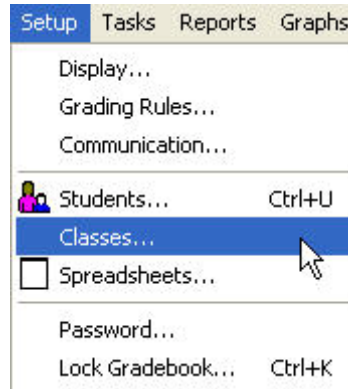 Setup Tasks Reports Graphs
Display...
Grading Rules...
Communication...
Students... Ctrl+U
Classes...
Spreadsheets...
Password...
Lock Gradebook... Ctrl+K